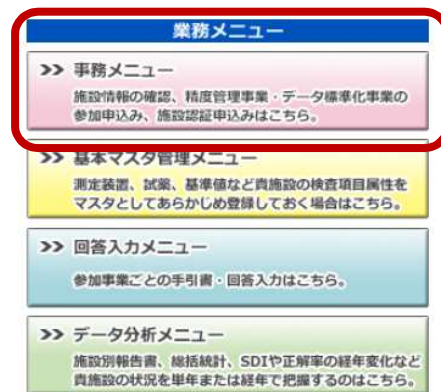 業務メニュー
>> 事務メニュー
施設情報の確認、精度管理事業・データ標準化事業の
参加申込み、施設認証申込みはこちら。
>> 基本マスタ管理メニュー
測定装置、試薬、基準値など貴施設の検査項目属性を
マスタとしてあらかじめ登録しておく場合はこちら。
>> 回答入力メニュー
参加事業ごとの手引書・回答入力はこちら。
>> データ分析メニュー
施設別報告書、総括統計、SDIや正解率の経年変化など
貴施設の状況を単年または経年で把握するのはこちら。